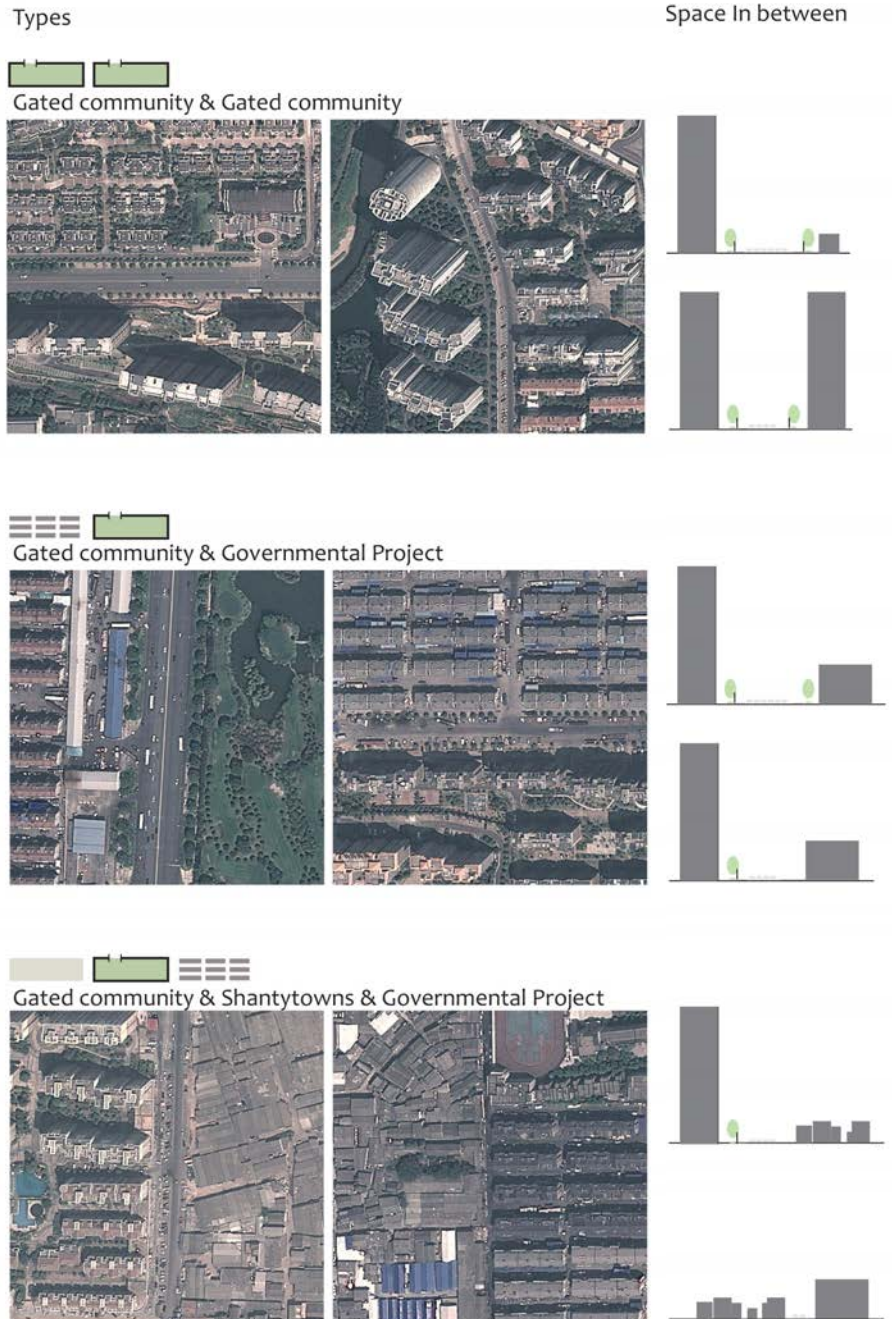 Types
Space In between
Gated community & Gated community
Gated community & Governmental Project
Gated community & Shantytowns & Governmental Project